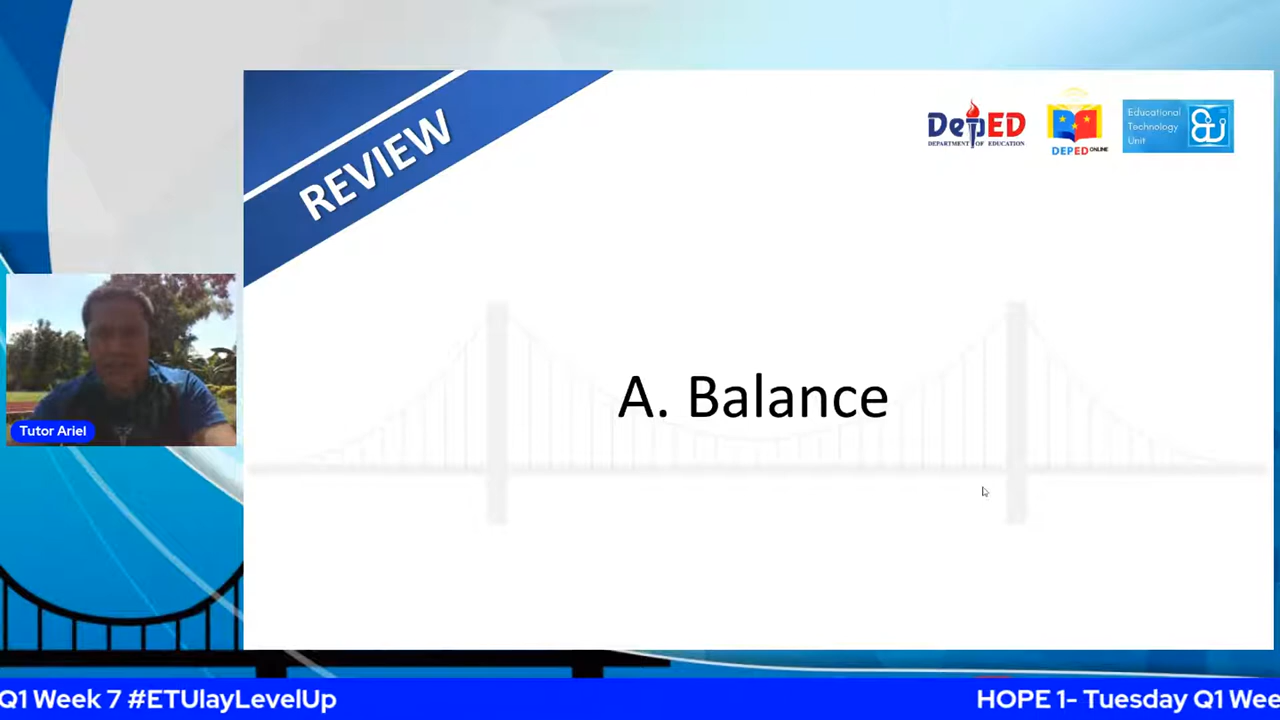 REVIEW
DepED
DEPARTMENT OF EDUCATION
DEPED ONLINE
Educational
Technology
Unit
A. Balance
Tutor Ariel
Q1 Week 7 #ETUlayLevelUp
HOPE 1- Tuesday Q1 Wee